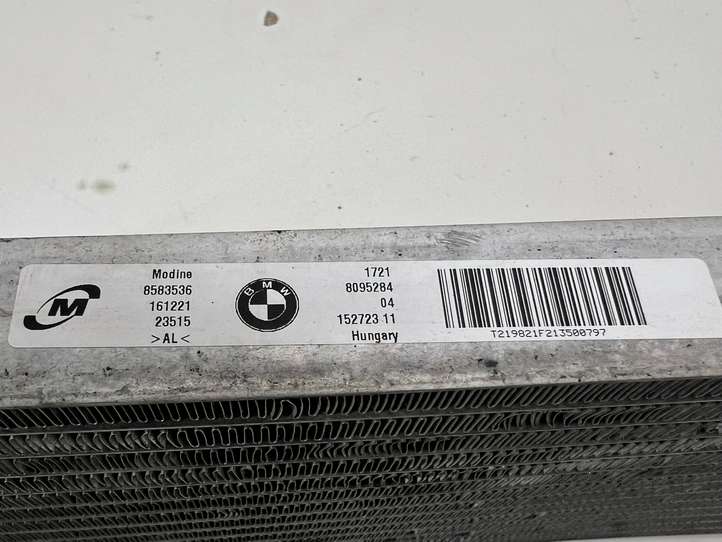 M
Modine
8583536
161221
23515
>AL<
BMW
1721
8095284
04
152723 11
Hungary
T219821F213500797